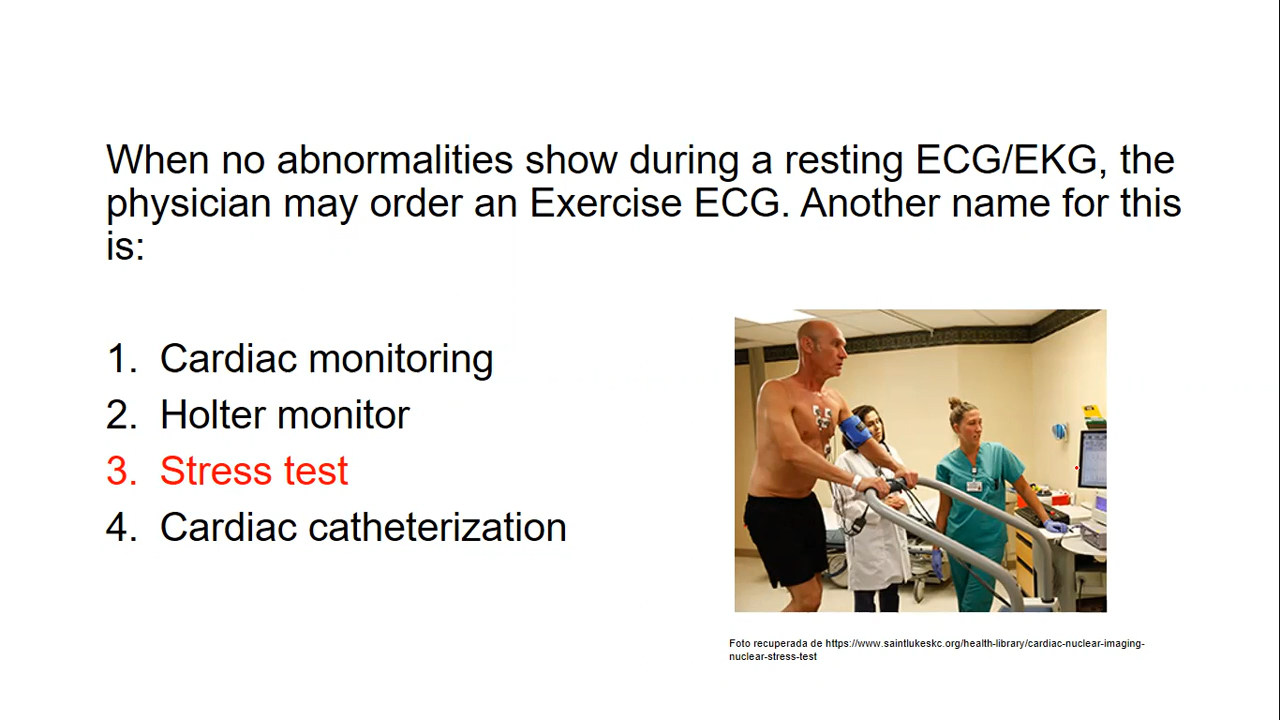 When no abnormalities show during a resting ECG/EKG, the
physician may order an Exercise ECG. Another name for this
is:
1. Cardiac monitoring
2. Holter monitor
3. Stress test
4. Cardiac catheterization
Foto recuperada de https://www.saintlukeskc.org/health-library/cardiac-nuclear-imaging-
nuclear-stress-test